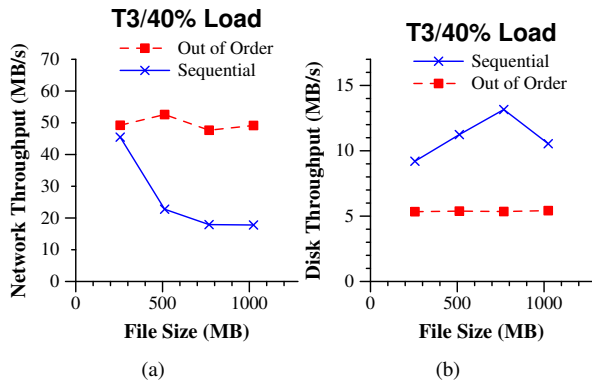 T3/40% Load
Out of Order
Sequential
Network Throughput (MB/s)
70
60
50
40
30
20
10
0
0
500
1000
File Size (MB)
(a)
T3/40% Load
Sequential
Out of Order
Disk Throughput (MB/s)
15
10
5
0
0
500
1000
File Size (MB)
(b)